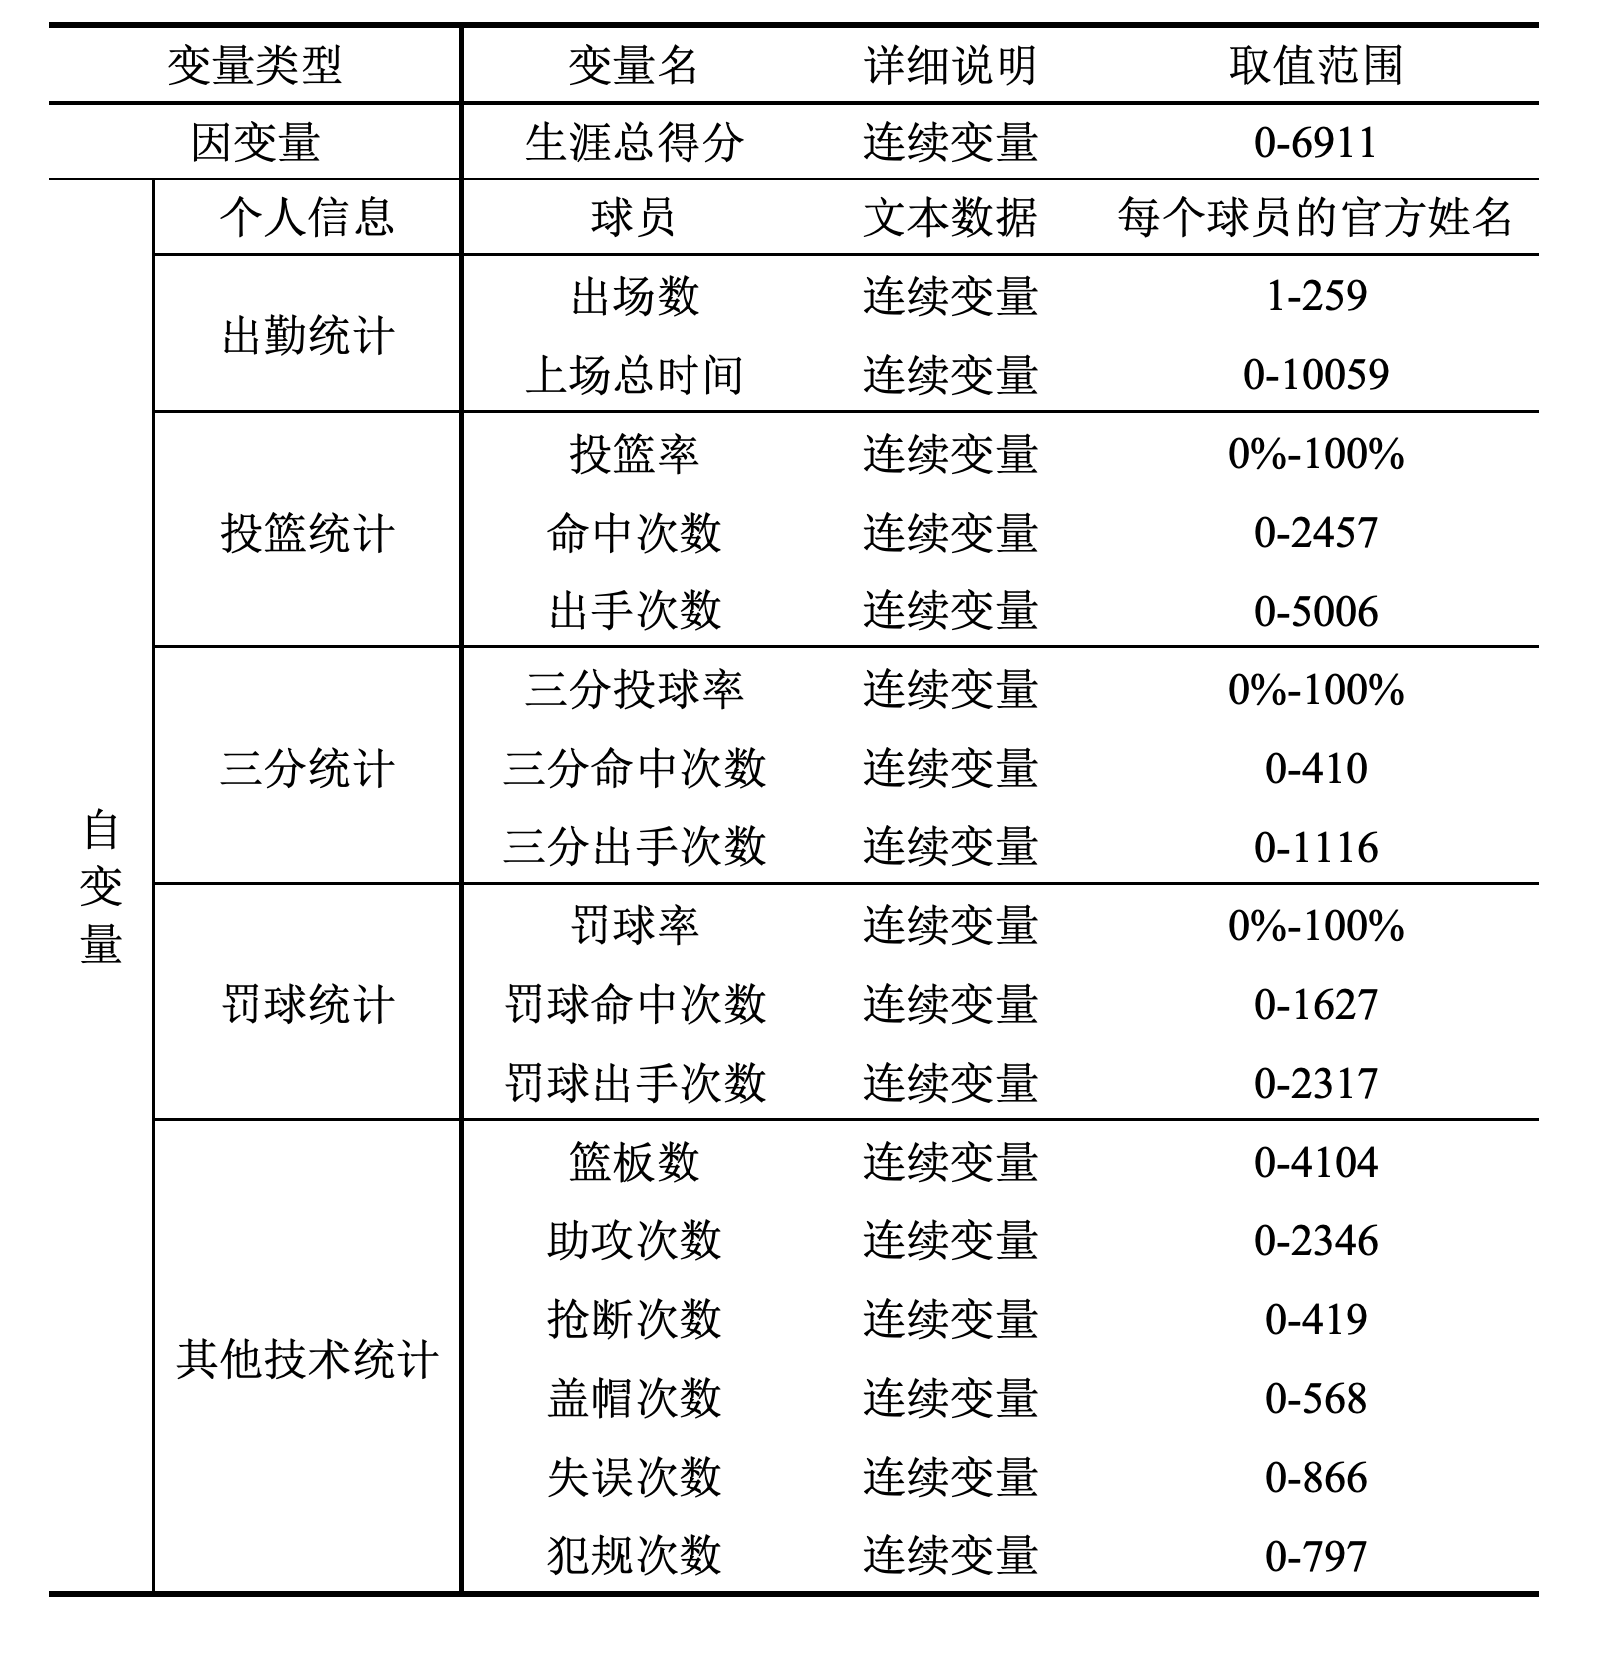 变量类型 变量名 详细说明 取值范围
因变量 生涯总得分 连续变量 0-6911
自变量
个人信息 球员 文本数据 每个球员的官方姓名
出勤统计
出场数 连续变量 1-259
上场总时间 连续变量 0-10059
投篮统计
投篮率 连续变量 0%-100%
命中次数 连续变量 0-2457
出手次数 连续变量 0-5006
三分统计
三分投球率 连续变量 0%-100%
三分命中次数 连续变量 0-410
三分出手次数 连续变量 0-1116
罚球统计
罚球率 连续变量 0%-100%
罚球命中次数 连续变量 0-1627
罚球出手次数 连续变量 0-2317
其他技术统计
篮板数 连续变量 0-4104
助攻次数 连续变量 0-2346
抢断次数 连续变量 0-419
盖帽次数 连续变量 0-568
失误次数 连续变量 0-866
犯规次数 连续变量 0-797